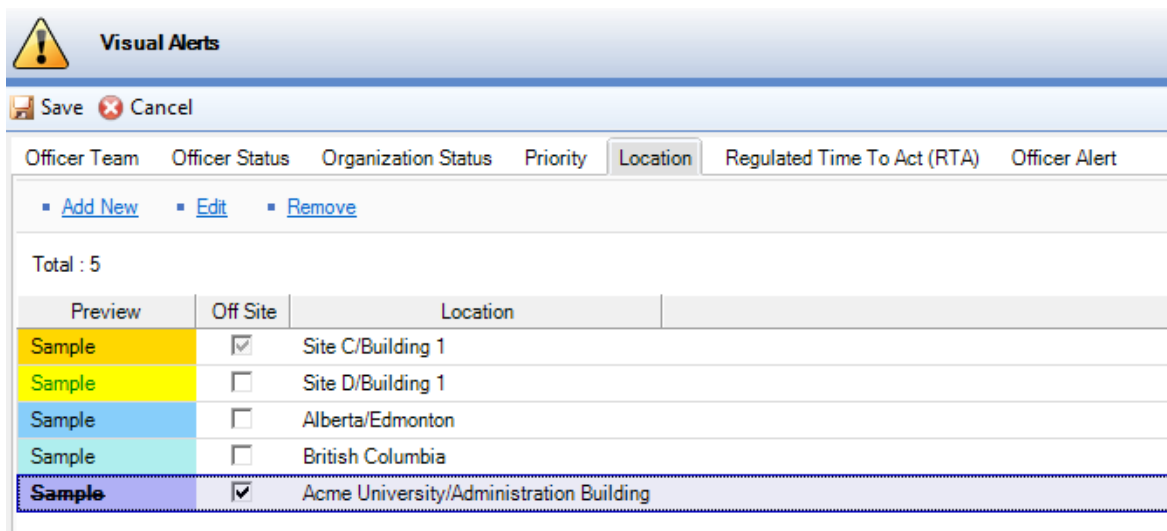 Visual Alerts
Save Cancel
Officer Team Officer Status Organization Status Priority Location Regulated Time To Act (RTA) Officer Alert
Add New Edit Remove
Total : 5
Preview Off Site Location
Sample Site C/Building 1
Sample Site D/Building 1
Sample Alberta/Edmonton
Sample British Columbia
Sample Acme University/Administration Building